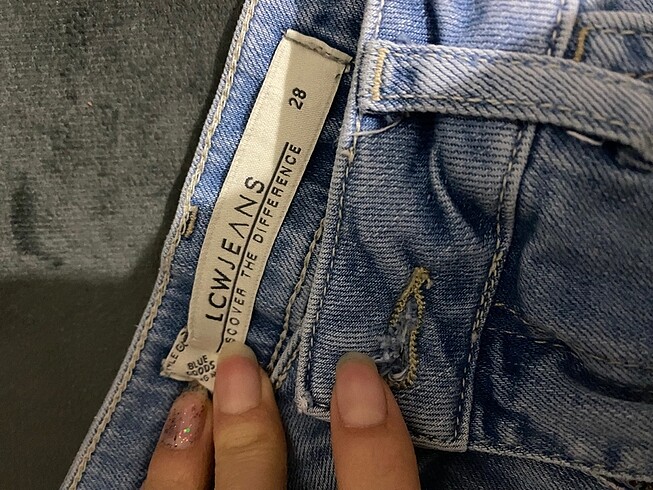 28
LCWJEANS
SCOVER THE DIFFERENCE
BLUE